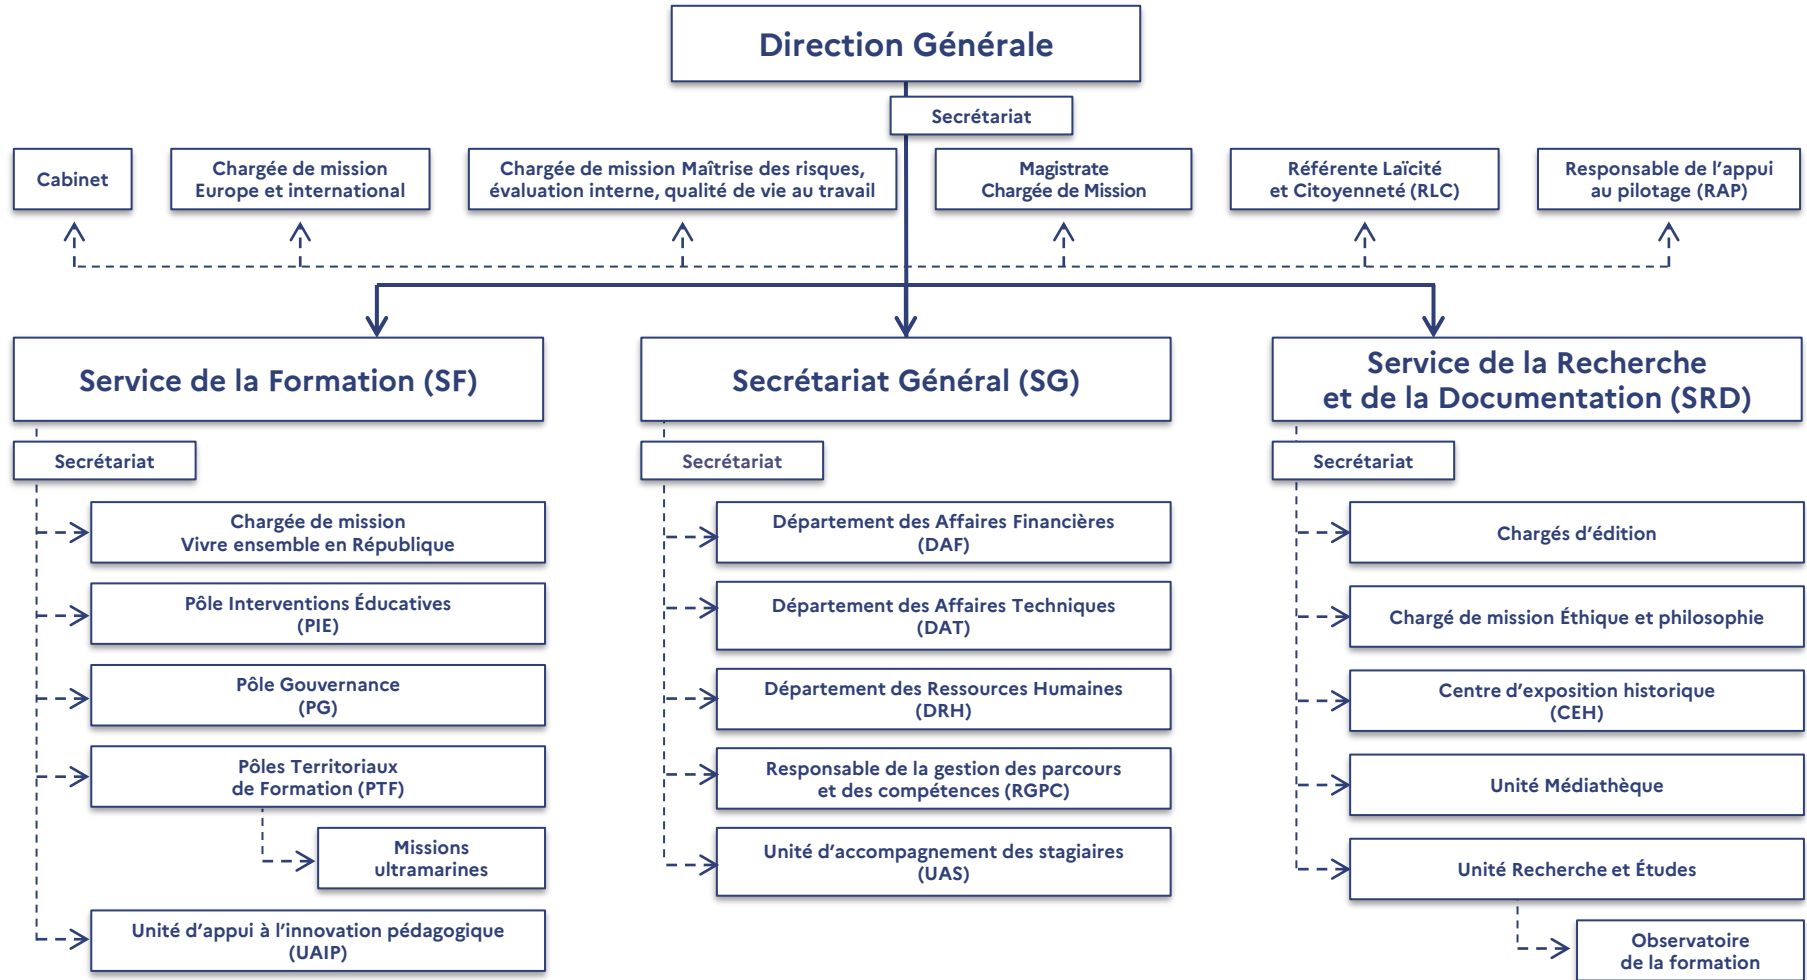 Direction Générale
Secrétariat
Cabinet
Chargée de mission
Europe et international
Chargée de mission Maîtrise des risques,
évaluation interne, qualité de vie au travail
Magistrate
Chargée de Mission
Référente Laïcité
et Citoyenneté (RLC)
Responsable de l’appui
au pilotage (RAP)
Service de la Formation (SF)
Secrétariat
Chargée de mission
Vivre ensemble en République
Pôle Interventions Éducatives
(PIE)
Pôle Gouvernance
(PG)
Pôles Territoriaux
de Formation (PTF)
Missions
ultramarines
Unité d’appui à l’innovation pédagogique
(UAIP)
Secrétariat Général (SG)
Secrétariat
Département des Affaires Financières
(DAF)
Département des Affaires Techniques
(DAT)
Département des Ressources Humaines
(DRH)
Responsable de la gestion des parcours
et des compétences (RGPC)
Unité d’accompagnement des stagiaires
(UAS)
Service de la Recherche
et de la Documentation (SRD)
Secrétariat
Chargés d’édition
Chargé de mission Éthique et philosophie
Centre d’exposition historique
(CEH)
Unité Médiathèque
Unité Recherche et Études
Observatoire
de la formation